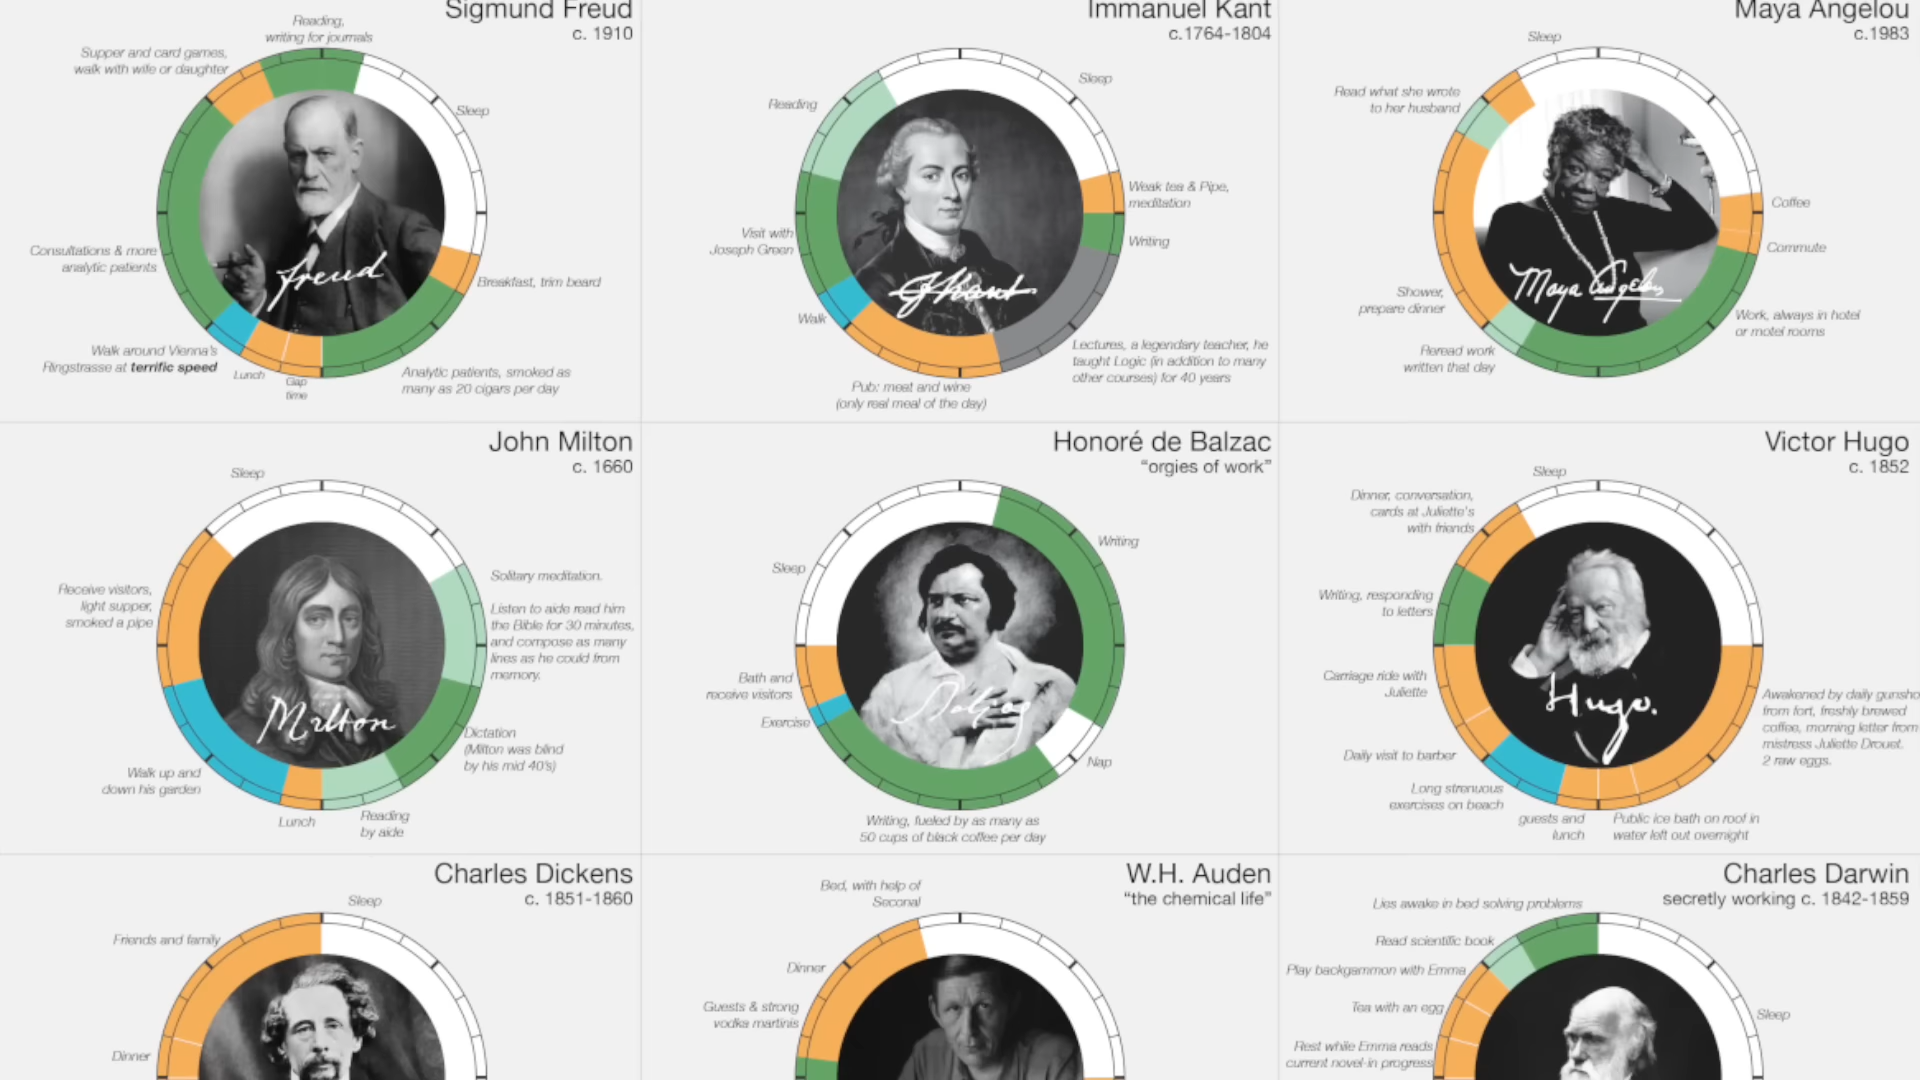 Sigmund Freud
c. 1910
Reading,
writing for journals
Supper and card games,
walk with wife or daughter
Sleep
Consultations & more
analytic patients
Breakfast, trim beard
Walk around Vienna's
Ringstrasse at terrific speed
Lunch
Gap
time
Analytic patients, smoked as
many as 20 cigars per day
freud
Immanuel Kant
c.1764-1804
Sleep
Reading
Weak tea & Pipe,
meditation
Visit with
Joseph Green
Writing
Walk
Lectures, a legendary teacher, he
taught Logic (in addition to many
other courses) for 40 years
Pub: meat and wine
(only real meal of the day)
Kant
Maya Angelou
c.1983
Sleep
Read what she wrote
to her husband
Coffee
Commute
Shower,
prepare dinner
Work, always in hotel
or motel rooms
Reread work
written that day
Maya Angelou
John Milton
c. 1660
Sleep
Receive visitors,
light supper,
smoked a pipe
Solitary meditation.
Listen to aide read him
the Bible for 30 minutes,
and compose as many
lines as he could from
memory.
Dictation
(Milton was blind
by his mid 40's)
Walk up and
down his garden
Lunch
Reading
by aide
Milton
Honoré de Balzac
“orgies of work”
Writing
Sleep
Bath and
receive visitors
Exercise
Nap
Writing, fueled by as many as
50 cups of black coffee per day
Balzac
Victor Hugo
c. 1852
Sleep
Dinner, conversation,
cards at Juliette's
with friends
Writing, responding
to letters
Carriage ride with
Juliette
Awakened by daily gunsho
from fort, freshly brewed
coffee, morning letter from
mistress Juliette Drouet.
2 raw eggs.
Daily visit to barber
Long strenuous
exercises on beach
guests and
lunch
Public ice bath on roof in
water left out overnight
Hugo.
Charles Dickens
c. 1851-1860
Sleep
Friends and family
Dinner
W.H. Auden
“the chemical life”
Bed, with help of
Seconal
Dinner
Guests & strong
vodka martinis
Charles Darwin
secretly working c. 1842-1859
Lies awake in bed solving problems
Read scientific book
Play backgammon with Emma
Tea with an egg
Sleep
Rest while Emma reads
current novel-in progress